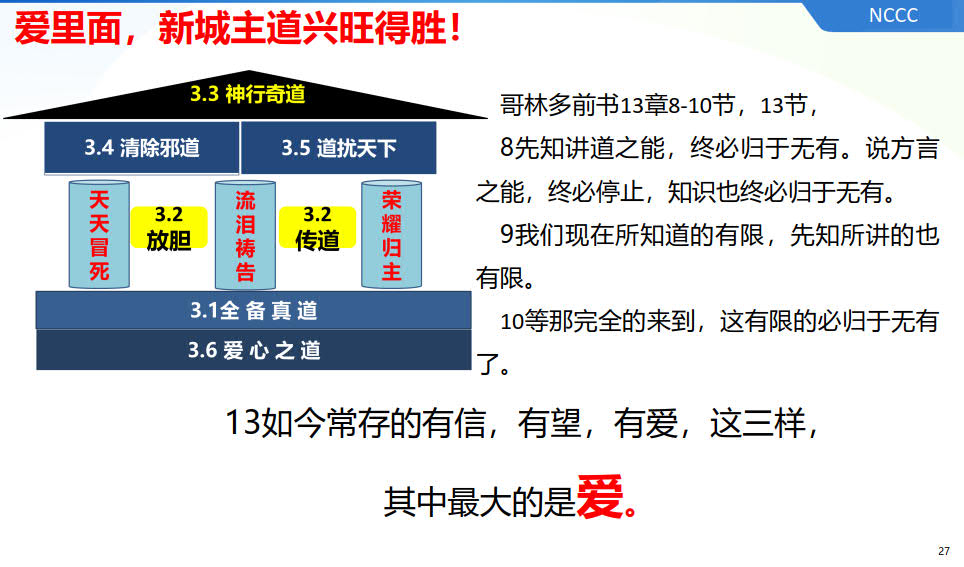 NCCC
爱里面，新城主道兴旺得胜！
3.3 神行奇道
3.4 清除邪道
3.5 道扰天下
天天冒死
3.2
放胆
流泪祷告
3.2
传道
荣耀归主
3.1全 备 真 道
3.6 爱 心 之 道
哥林多前书13章8-10节，13节，
8先知讲道之能，终必归于无有。说方言
之能，终必停止，知识也终必归于无有。
9我们现在所知道的有限，先知所讲的也
有限。
10等那完全的来到，这有限的必归于无有
了。
13如今常存的有信，有望，有爱，这三样，
其中最大的是爱。
27